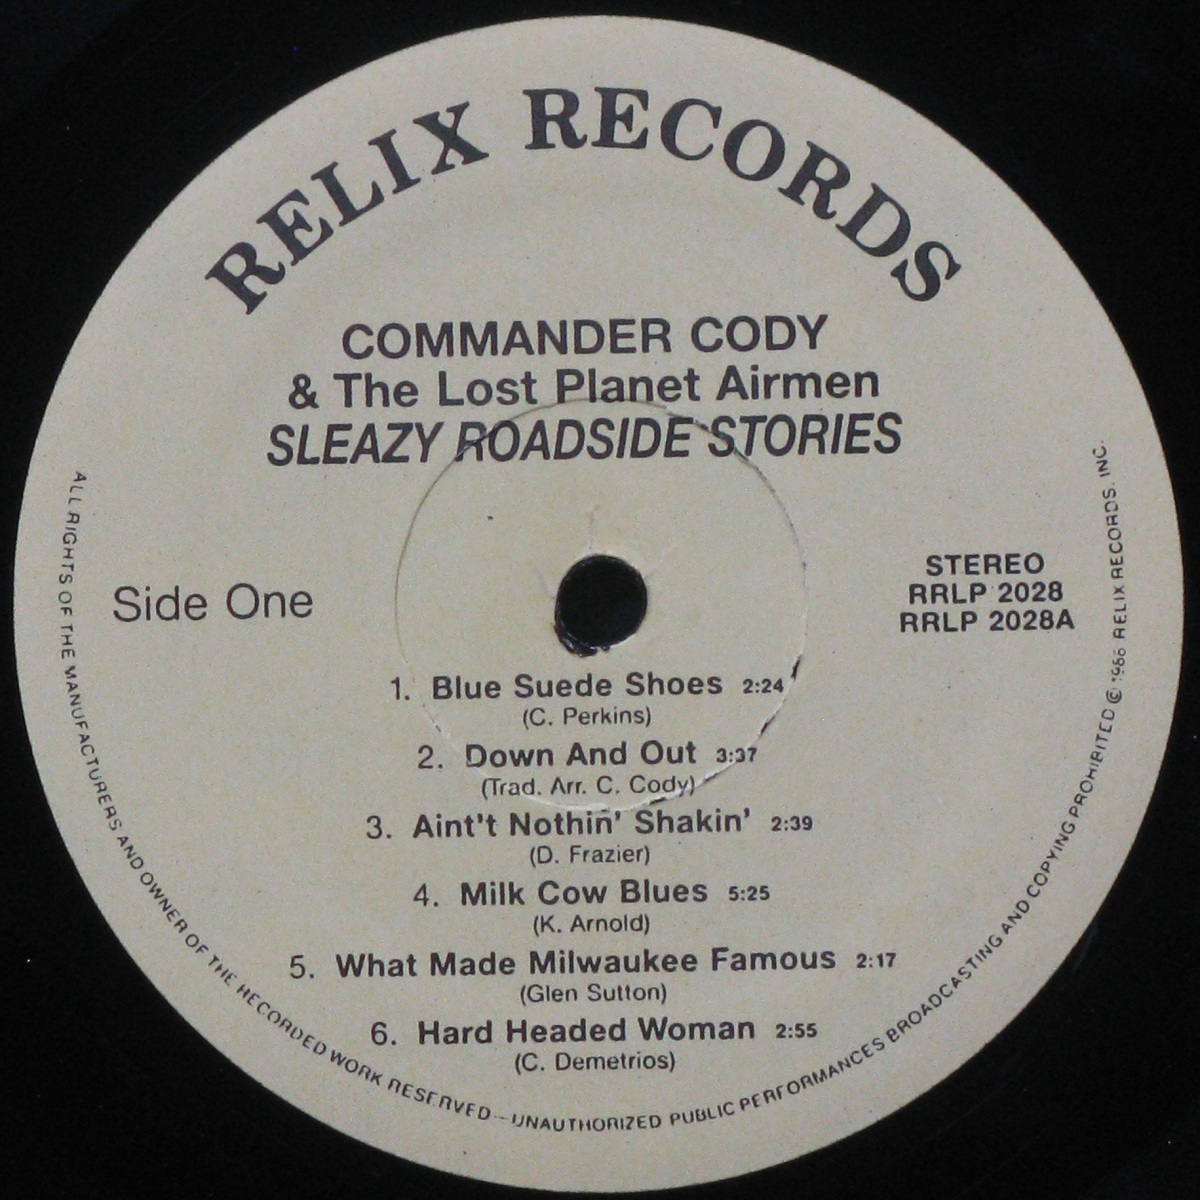 RELIX RECORDS
COMMANDER CODY
& The Lost Planet Airmen
SLEAZY ROADSIDE STORIES
Side One
STEREO
RRLP 2028
RRLP 2028A
1. Blue Suede Shoes 2:24
(C. Perkins)
2. Down And Out 3:37
(Trad. Arr. C. Cody)
3. Aint't Nothin' Shakin' 2:39
(D. Frazier)
4. Milk Cow Blues 5:25
(K. Arnold)
5. What Made Milwaukee Famous 2:17
(Glen Sutton)
6. Hard Headed Woman 2:55
(C. Demetrios)
ALL RIGHTS OF THE MANUFACTURERS AND OWNER OF THE RECORDED WORK RESERVED—UNAUTHORIZED PUBLIC PERFORMANCES BROADCASTING AND COPYING PROHIBITED © RELIX RECORDS. INC.